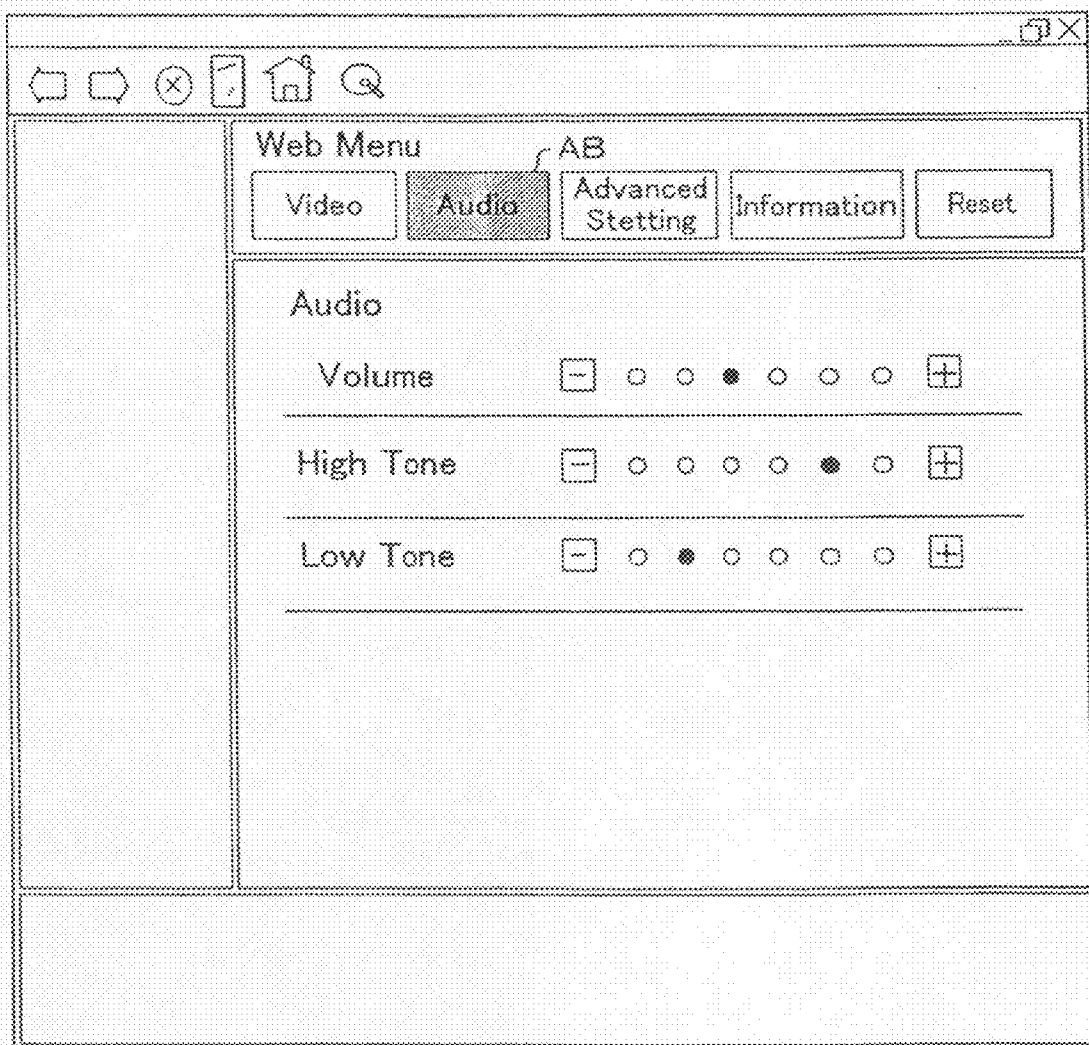 Web Menu
AB
Video
Audio
Advanced
Stetting
Information
Reset
Audio
Volume
High Tone
Low Tone